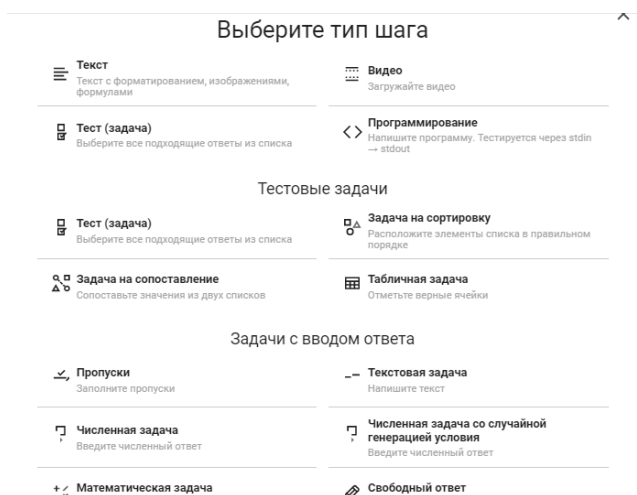 Выберите тип шага
Текст
Текст с форматированием, изображениями,
формулами
Видео
Загружайте видео
Тест (задача)
Выберите все подходящие ответы из списка
Программирование
Напишите программу. Тестируется через stdin
→ stdout
Тестовые задачи
Тест (задача)
Выберите все подходящие ответы из списка
Задача на сортировку
Расположите элементы списка в правильном
порядке
Задача на сопоставление
Сопоставьте значения из двух списков
Табличная задача
Отметьте верные ячейки
Задачи с вводом ответа
Пропуски
Заполните пропуски
Текстовая задача
Напишите текст
Численная задача
Введите численный ответ
Численная задача со случайной
генерацией условия
Введите численный ответ
Математическая задача
Свободный ответ